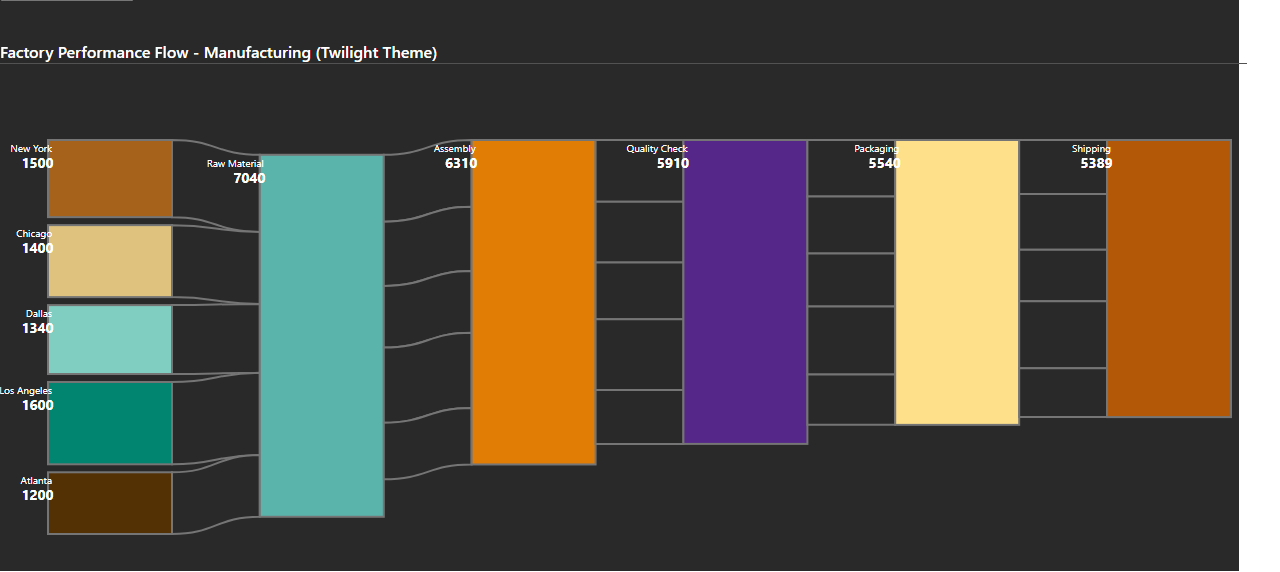 Factory Performance Flow - Manufacturing (Twilight Theme)
New York
1500
Chicago
1400
Dallas
1340
Los Angeles
1600
Atlanta
1200
Raw Material
7040
Assembly
6310
Quality Check
5910
Packaging
5540
Shipping
5389